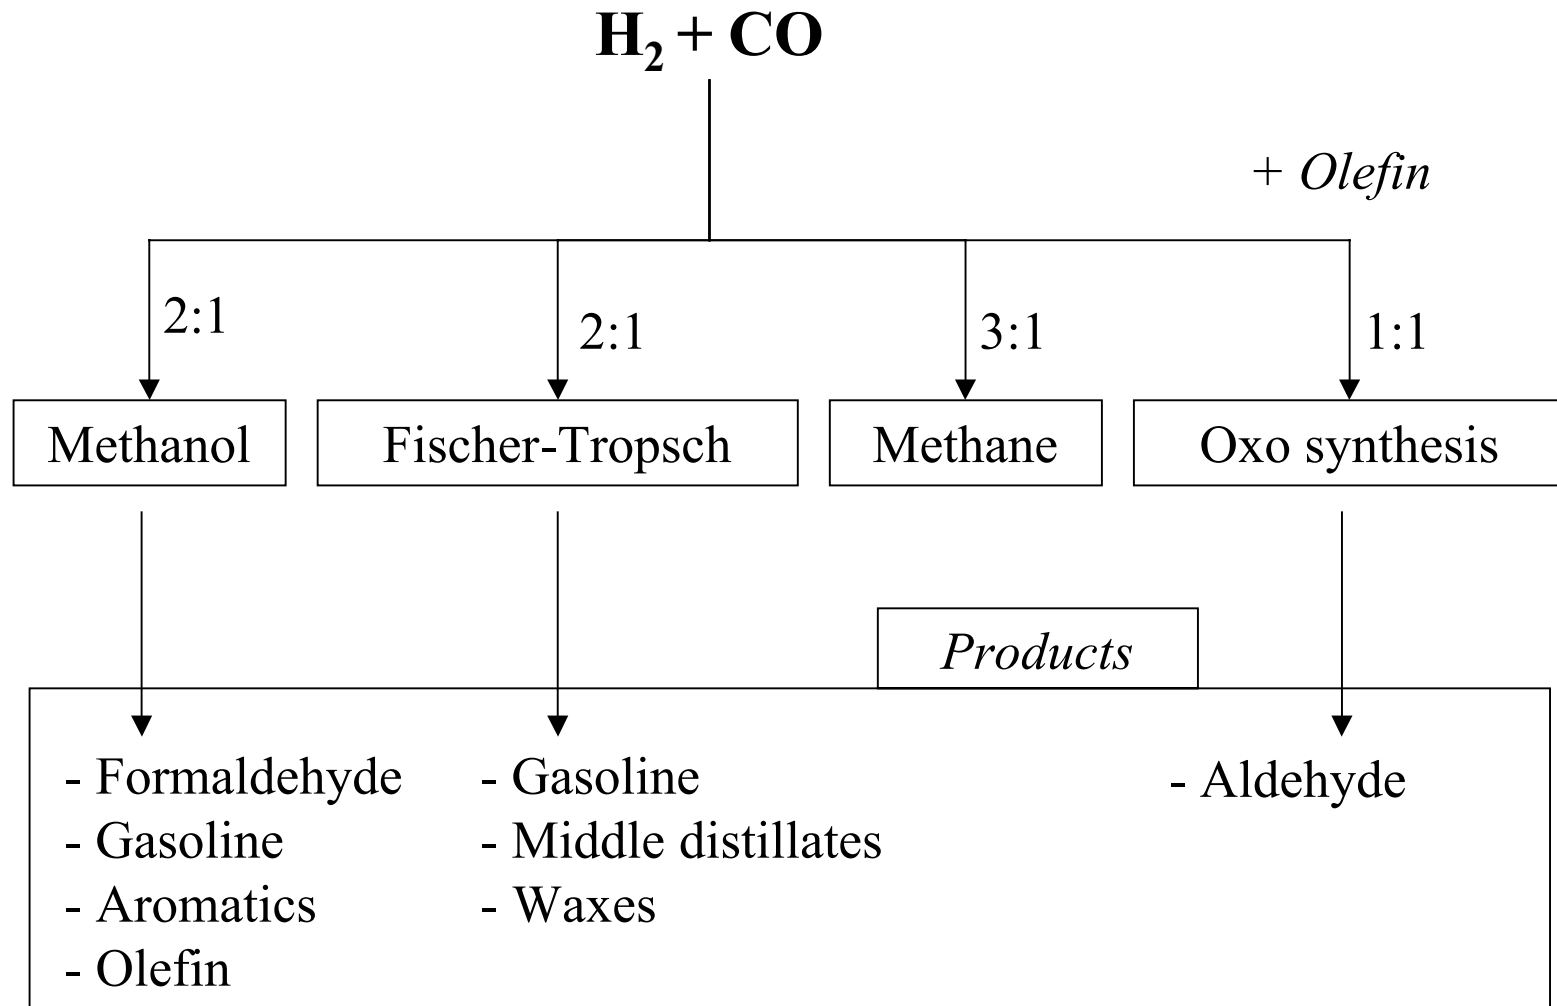 H₂ + CO
+ Olefin
2:1
2:1
3:1
1:1
Methanol
Fischer-Tropsch
Methane
Oxo synthesis
Products
- Formaldehyde
- Gasoline
- Aromatics
- Olefin
- Gasoline
- Middle distillates
- Waxes
- Aldehyde